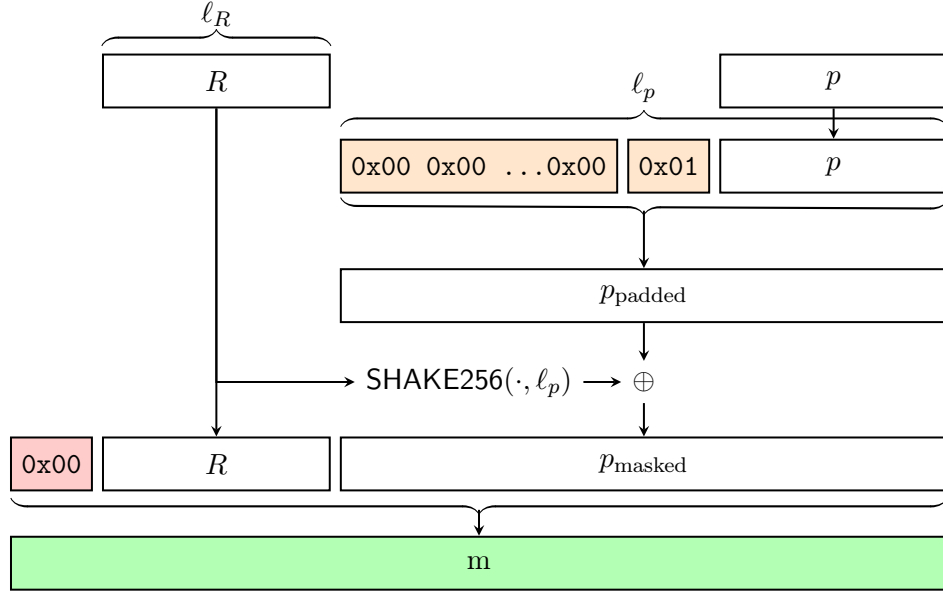 ℓ_R
R p
ℓ_p
0x00 0x00 ...0x00 0x01 p
p_padded
SHAKE256(·, ℓ_p) ⊕
0x00 R p_masked
m